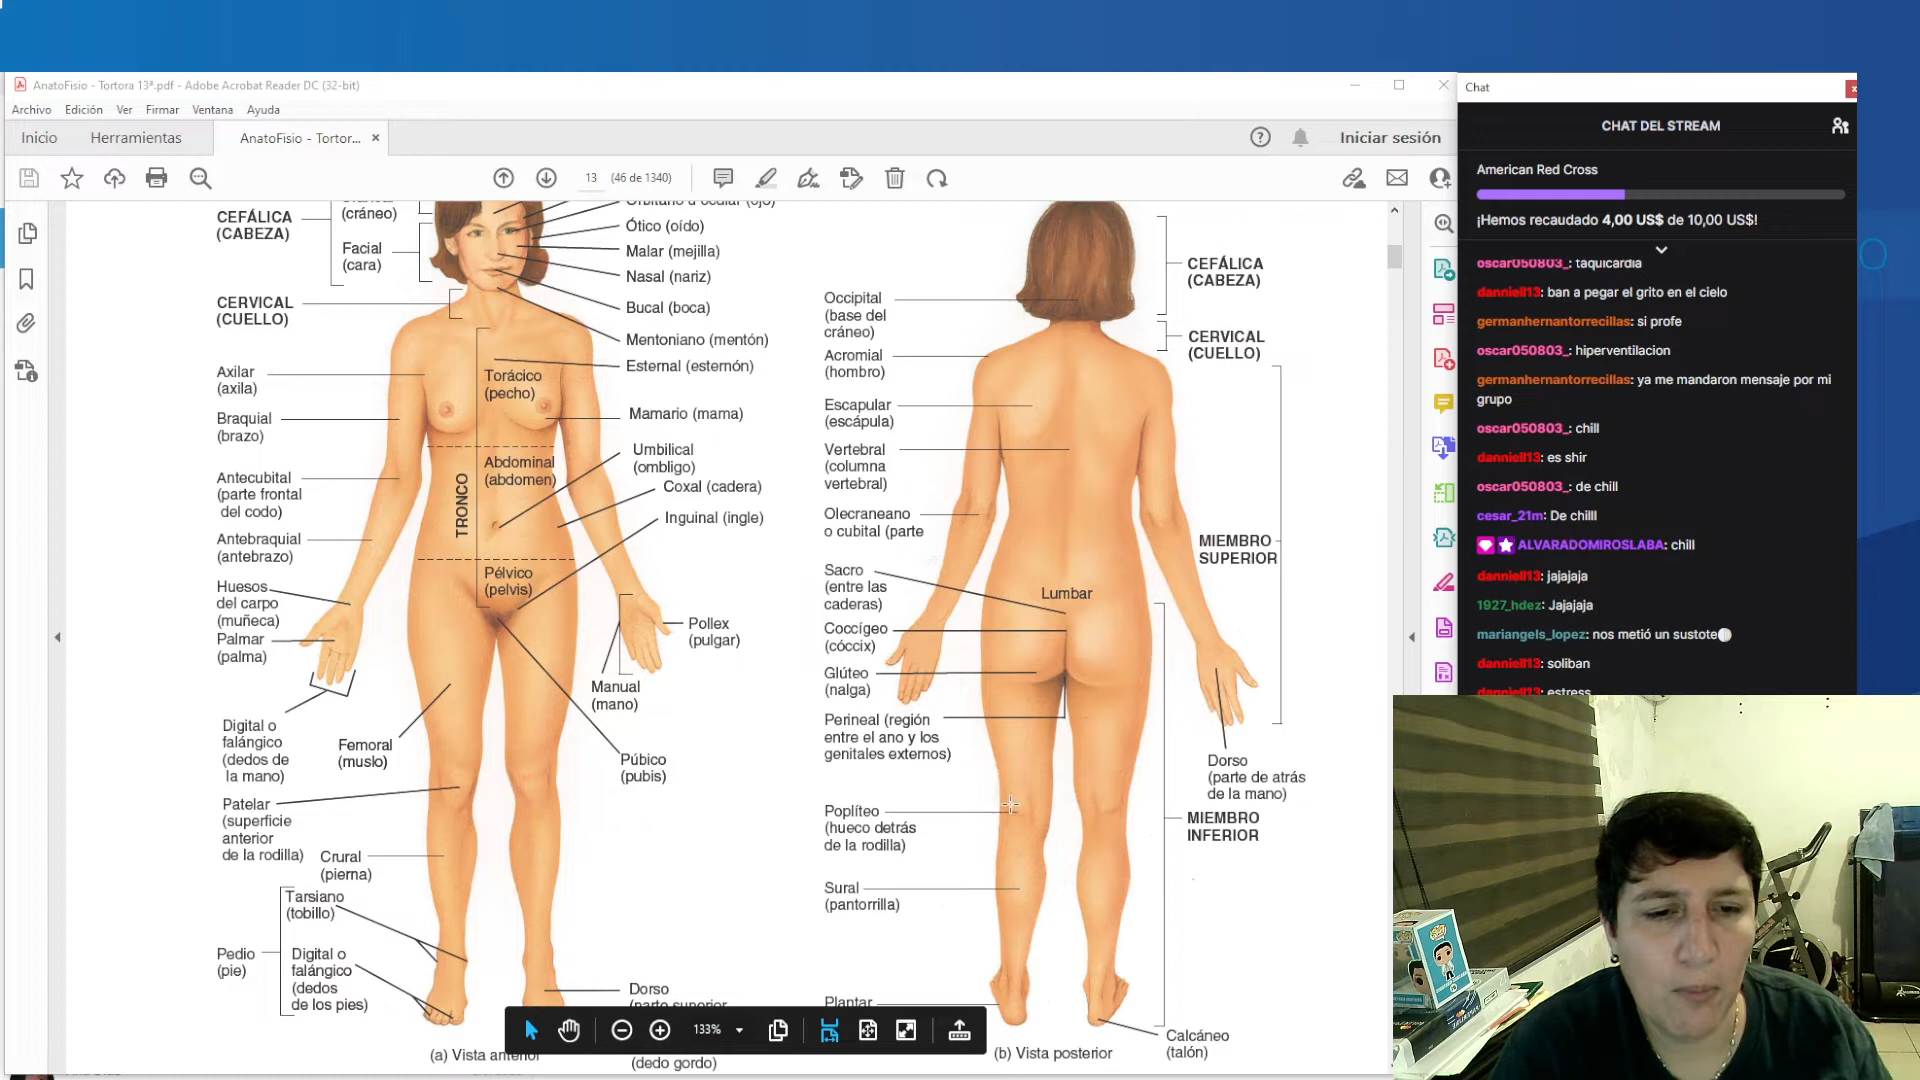 AnatoFisio - Tortora 13ª.pdf - Adobe Acrobat Reader DC (32-bit)
Archivo Edición Ver Firmar Ventana Ayuda
Inicio Herramientas AnatoFisio - Tortor... Iniciar sesión
13 (46 de 1340)
CEFÁLICA
(CABEZA)
(cráneo)
Facial
(cara)
CERVICAL
(CUELLO)
Axilar
(axila)
Braquial
(brazo)
Antecubital
(parte frontal
del codo)
Antebraquial
(antebrazo)
Huesos
del carpo
(muñeca)
Palmar
(palma)
Digital o
falángico
(dedos de
la mano)
Femoral
(muslo)
Patelar
(superficie
anterior
de la rodilla)
Crural
(pierna)
Tarsiano
(tobillo)
Pedio
(pie)
Digital o
falángico
(dedos
de los pies)
Orbitario u ocular (ojo)
Ótico (oído)
Malar (mejilla)
Nasal (nariz)
Bucal (boca)
Mentoniano (mentón)
Esternal (esternón)
Torácico
(pecho)
Mamario (mama)
Umbilical
(ombligo)
Abdominal
(abdomen)
TRONCO
Coxal (cadera)
Inguinal (ingle)
Pélvico
(pelvis)
Pollex
(pulgar)
Manual
(mano)
Púbico
(pubis)
Dorso
(parte superior
(dedo gordo)
(a) Vista anterior
CEFÁLICA
(CABEZA)
Occipital
(base del
cráneo)
CERVICAL
(CUELLO)
Acromial
(hombro)
Escapular
(escápula)
Vertebral
(columna
vertebral)
Olecraneano
o cubital (parte
MIEMBRO
SUPERIOR
Sacro
(entre las
caderas)
Lumbar
Coccígeo
(cóccix)
Glúteo
(nalga)
Perineal (región
entre el ano y los
genitales externos)
Dorso
(parte de atrás
de la mano)
Poplíteo
(hueco detrás
de la rodilla)
MIEMBRO
INFERIOR
Sural
(pantorrilla)
Plantar
Calcáneo
(talón)
(b) Vista posterior
133%
Chat
CHAT DEL STREAM
American Red Cross
¡Hemos recaudado 4,00 US$ de 10,00 US$!
oscar050803_: taquicardia
danniell13: ban a pegar el grito en el cielo
germanhernantorrecillas: si profe
oscar050803_: hiperventilacion
germanhernantorrecillas: ya me mandaron mensaje por mi
grupo
oscar050803_: chill
danniell13: es shir
oscar050803_: de chill
cesar_21m: De chilll
ALVARADOMIROSLABA: chill
danniell13: jajajaja
1927_hdez: Jajajaja
mariangels_lopez: nos metió un sustote
danniell13: soliban
danniell13: estress